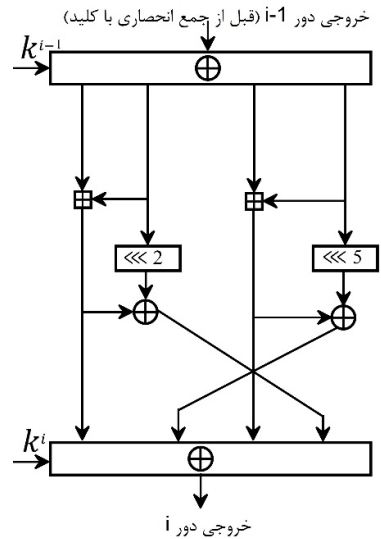 خروجی دور i-1 (قبل از جمع انحصاری با کلید)
k^{i-1}
⋘ 2
⋘ 5
k^i
خروجی دور i